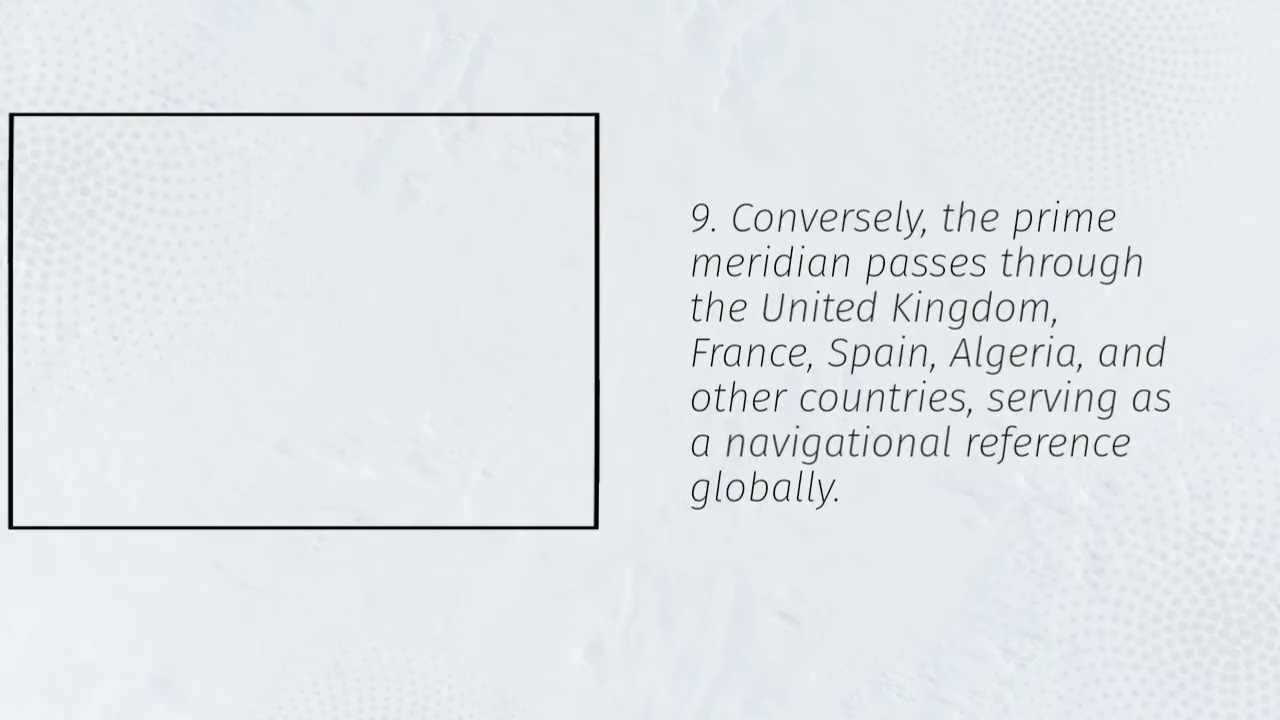 9. Conversely, the prime
meridian passes through
the United Kingdom,
France, Spain, Algeria, and
other countries, serving as
a navigational reference
globally.